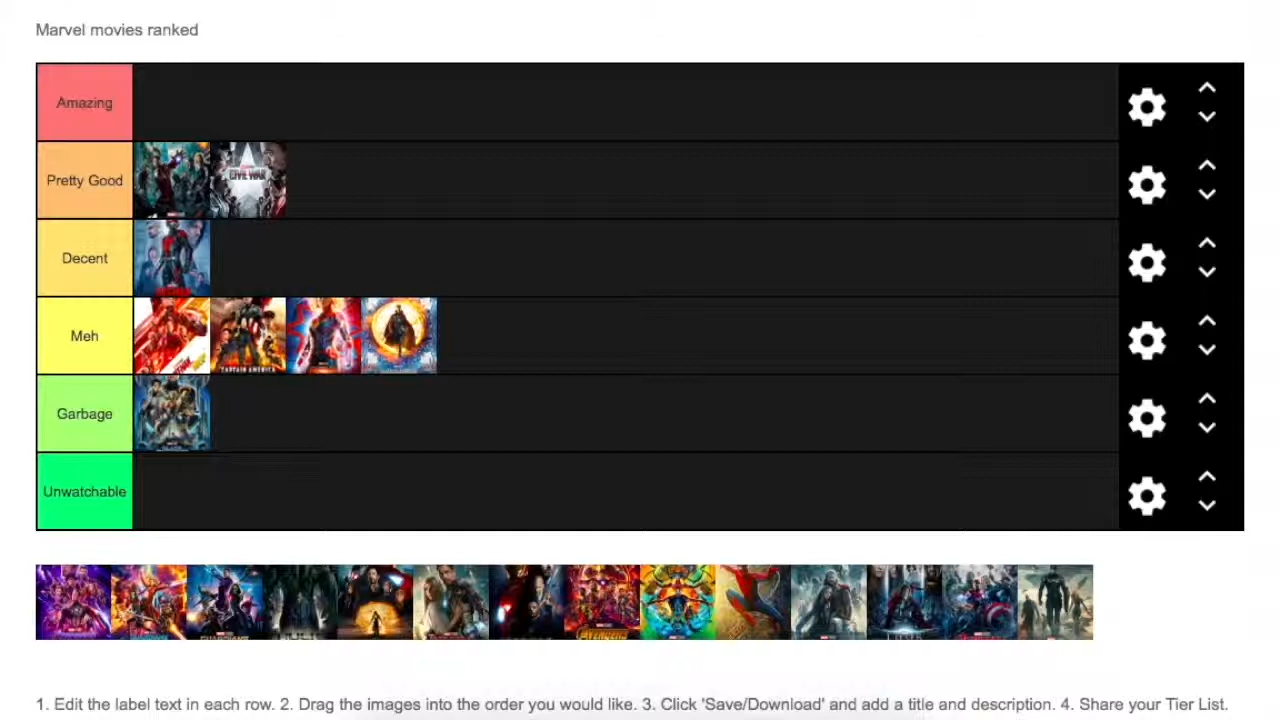 Marvel movies ranked
Amazing
Pretty Good
CIVIL WAR
Decent
Meh
CAPTAIN AMERICA
Garbage
Unwatchable
AVENGERS
1. Edit the label text in each row. 2. Drag the images into the order you would like. 3. Click 'Save/Download' and add a title and description. 4. Share your Tier List.